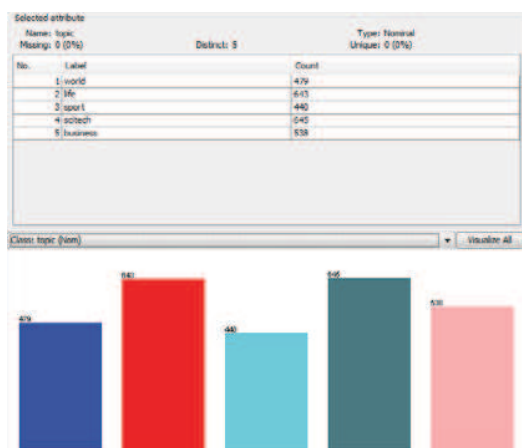 Selected attribute
Name: topic Type: Nominal
Missing: 0 (0%) Distinct: 5 Unique: 0 (0%)
No. Label Count
1 world 479
2 life 643
3 sport 440
4 scitech 645
5 business 538
Class: topic (Nom) Visualize All
479 643 440 645 538